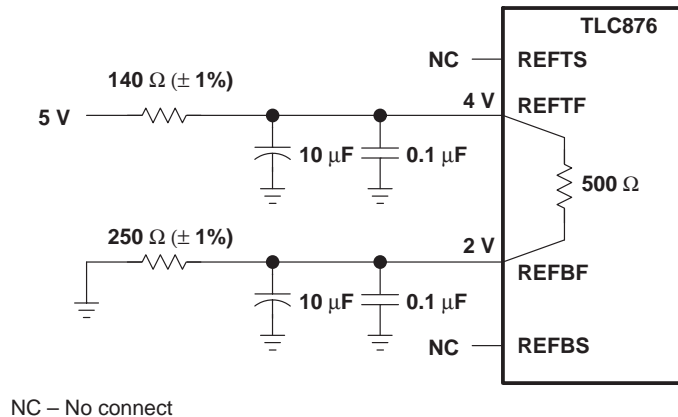 TLC876
NC
REFTS
140 Ω (± 1%)
5 V
4 V
REFTF
10 μF
0.1 μF
500 Ω
250 Ω (± 1%)
2 V
REFBF
10 μF
0.1 μF
NC
REFBS
NC – No connect